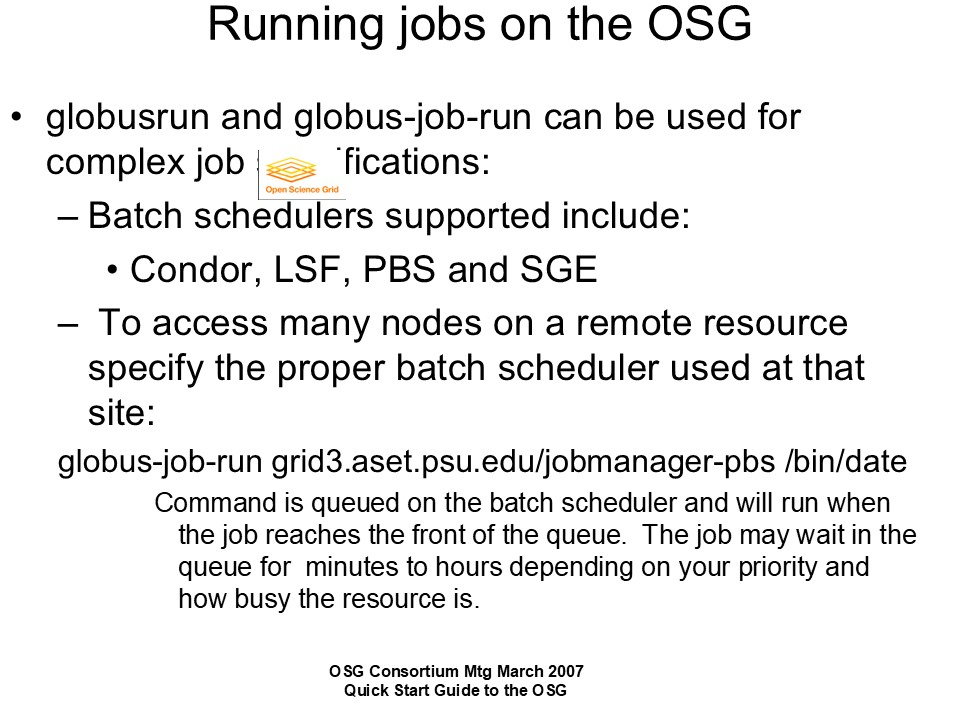 Running jobs on the OSG
• globusrun and globus-job-run can be used for
complex job s ifications:
Open Science Grid
– Batch schedulers supported include:
• Condor, LSF, PBS and SGE
– To access many nodes on a remote resource
specify the proper batch scheduler used at that
site:
globus-job-run grid3.aset.psu.edu/jobmanager-pbs /bin/date
Command is queued on the batch scheduler and will run when
the job reaches the front of the queue.  The job may wait in the
queue for  minutes to hours depending on your priority and
how busy the resource is.
OSG Consortium Mtg March 2007
Quick Start Guide to the OSG